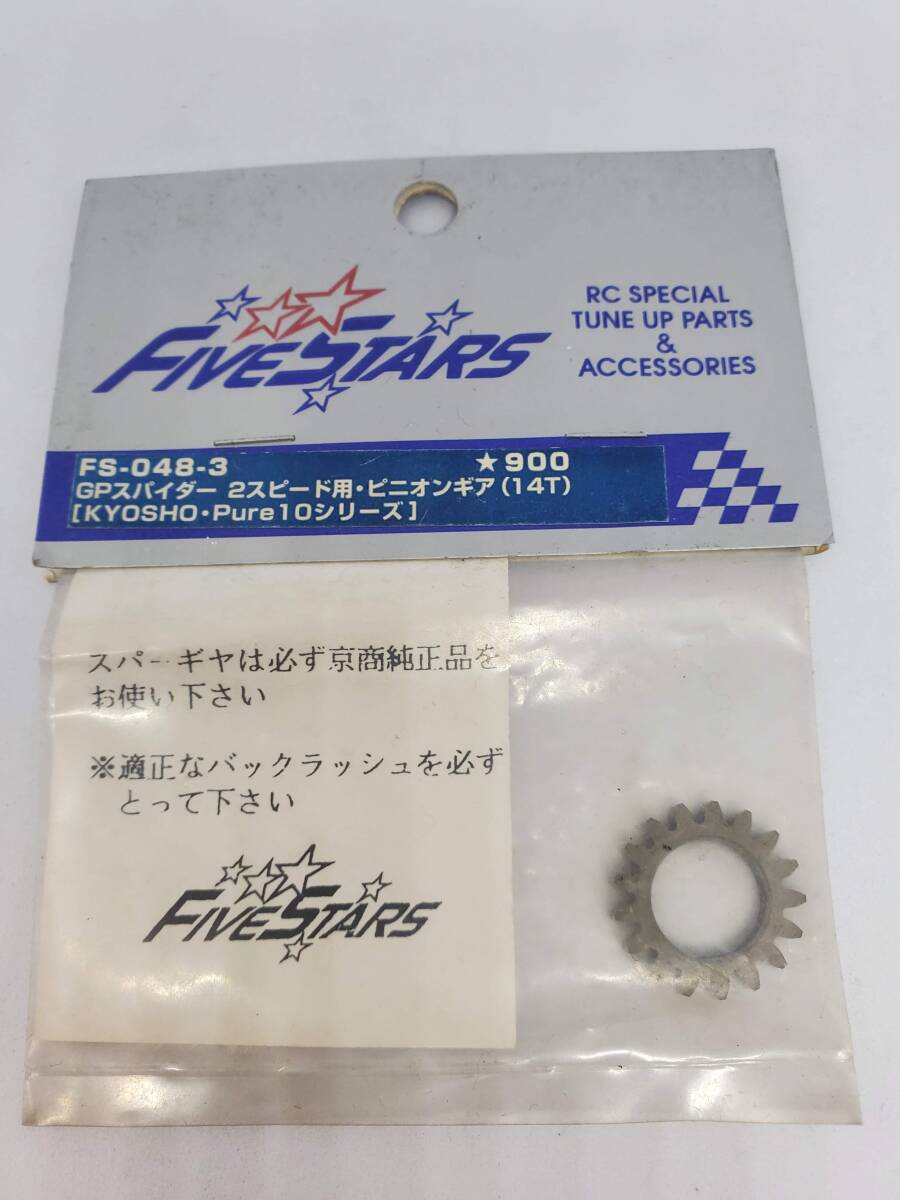 FIVESTARS
RC SPECIAL
TUNE UP PARTS
&
ACCESSORIES
FS-048-3 ★900
GPスパイダー 2スピード用・ピニオンギア(14T)
[KYOSHO・Pure10シリーズ]
スパーギヤは必ず京商純正品を
お使い下さい
※適正なバックラッシュを必ず
とって下さい
FIVESTARS